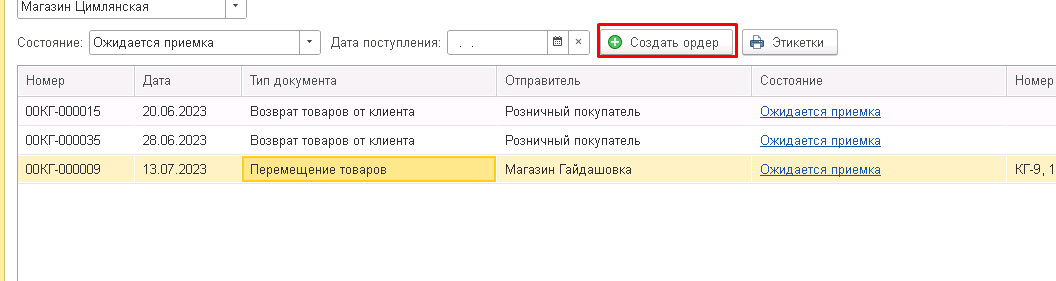 Магазин Цимлянская
Состояние: Ожидается приемка Дата поступления: . . Создать ордер Этикетки
Номер Дата Тип документа Отправитель Состояние Номер
00КГ-000015 20.06.2023 Возврат товаров от клиента Розничный покупатель Ожидается приемка
00КГ-000035 28.06.2023 Возврат товаров от клиента Розничный покупатель Ожидается приемка
00КГ-000009 13.07.2023 Перемещение товаров Магазин Гайдашовка Ожидается приемка КГ-9, 1